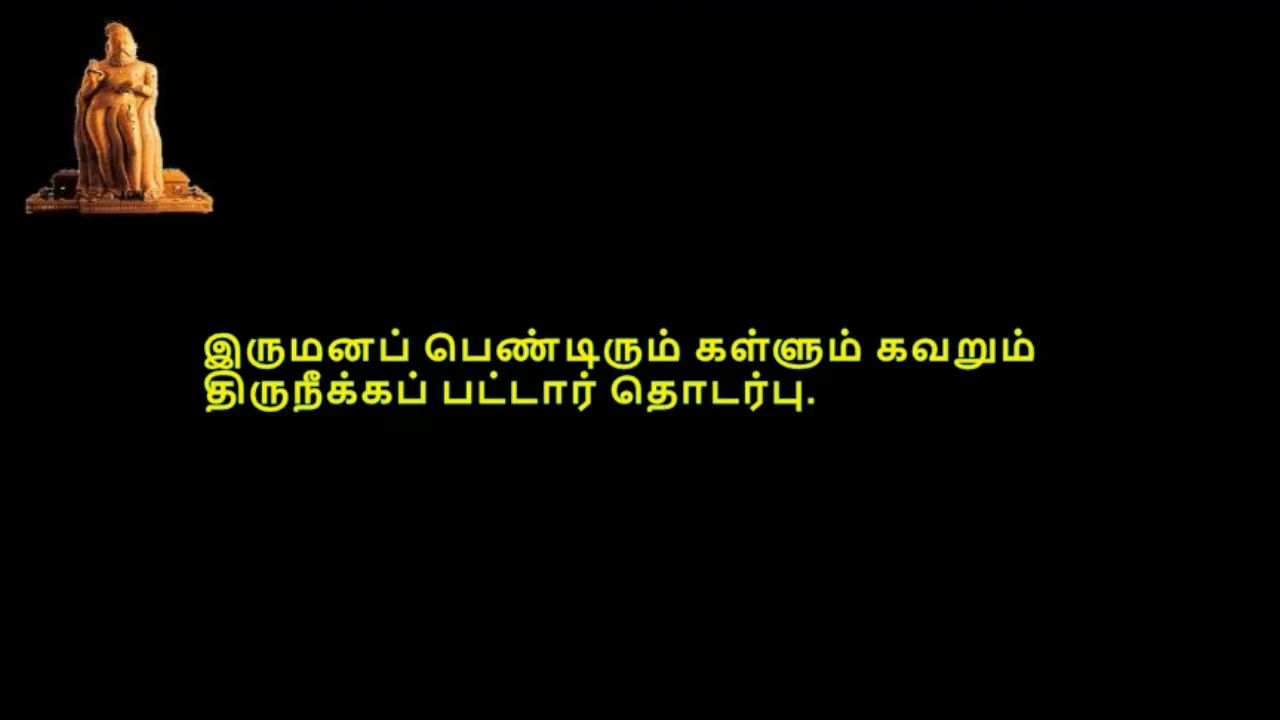 இருமனப் பெண்டிரும் கள்ளும் கவறும்
திருநீக்கப் பட்டார் தொடர்பு.